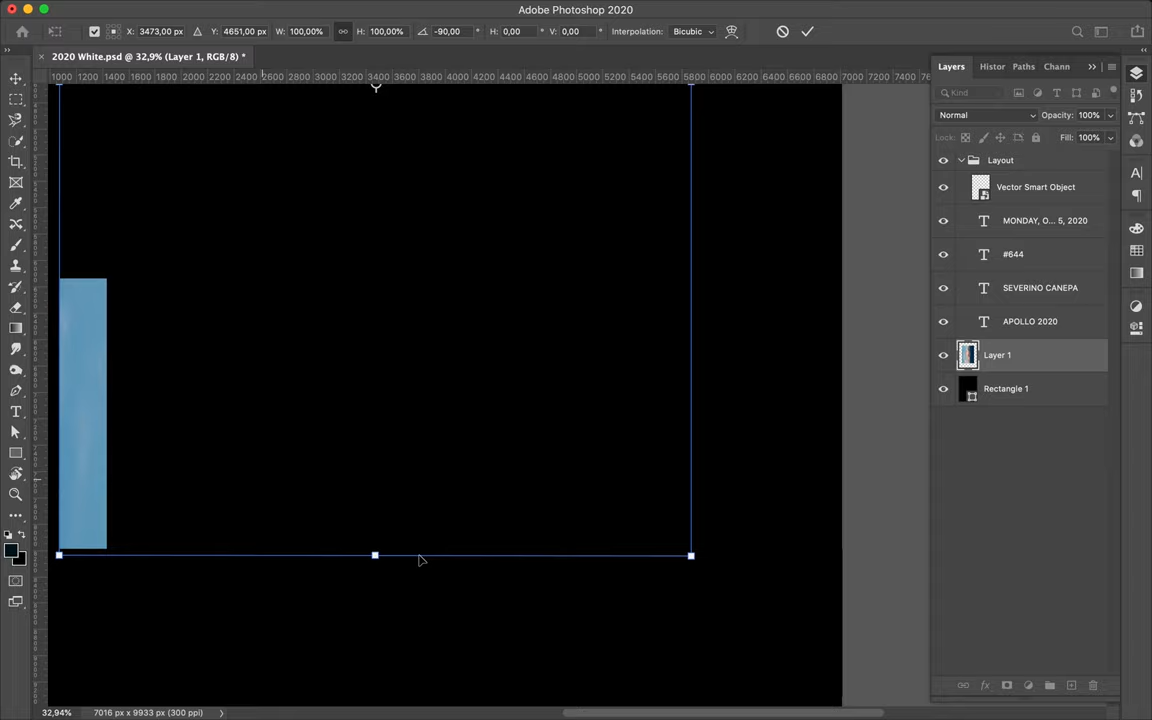 Adobe Photoshop 2020
X: 3473,00 px Y: 4651,00 px W: 100,00% H: 100,00% -90,00 ° H: 0,00 ° V: 0,00 ° Interpolation: Bicubic
× 2020 White.psd @ 32,9% (Layer 1, RGB/8) *
1000 1200 1400 1600 1800 2000 2200 2400 2600 2800 3000 3200 3400 3600 3800 4000 4200 4400 4600 4800 5000 5200 5400 5600 5800 6000 6200 6400 6600 6800 7000 7200 7400
Layers Histor Paths Chann
Kind
Normal Opacity: 100%
Lock: Fill: 100%
Layout
Vector Smart Object
MONDAY, O... 5, 2020
#644
SEVERINO CANEPA
APOLLO 2020
Layer 1
Rectangle 1
fx
32,94% 7016 px x 9933 px (300 ppi)